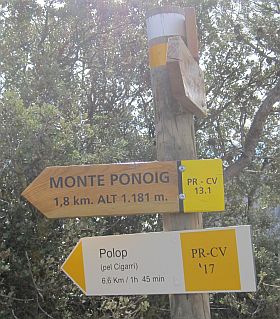 MONTE PONOIG
1,8 km. ALT 1.181 m.
PR - CV
13.1
Polop
(pel Cigarrí)
6,6 Km / 1h 45 min
PR-CV
'17